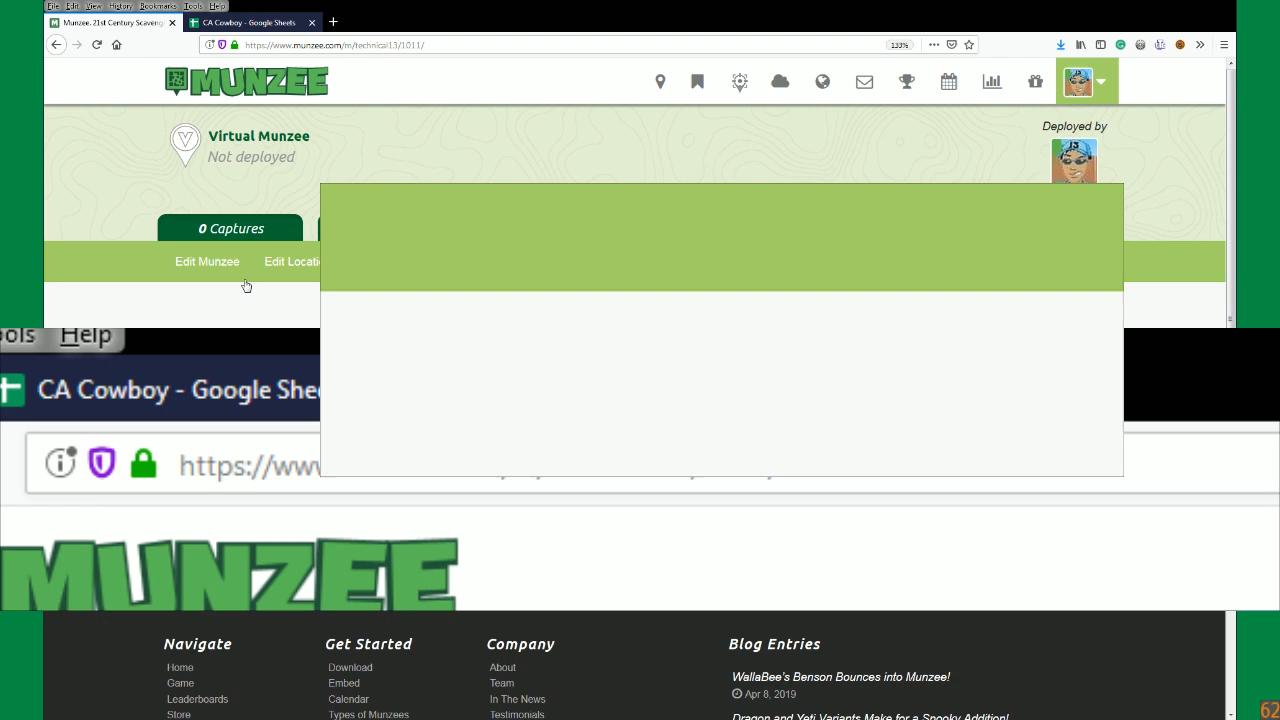 File Edit View History Bookmarks Tools Help
Munzee. 21st Century Scaveng
CA Cowboy - Google Sheets
https://www.munzee.com/m/technical13/1011/
133%
MUNZEE
Virtual Munzee
Not deployed
Deployed by
13
0 Captures
Edit Munzee
Edit Locati
ools Help
CA Cowboy - Google Shee
https://www
MUNZEE
Navigate
Home
Game
Leaderboards
Store
Get Started
Download
Embed
Calendar
Types of Munzees
Company
About
Team
In The News
Testimonials
Blog Entries
WallaBee's Benson Bounces into Munzee!
Apr 8, 2019
Dragon and Yeti Variants Make for a Spooky Addition!
62